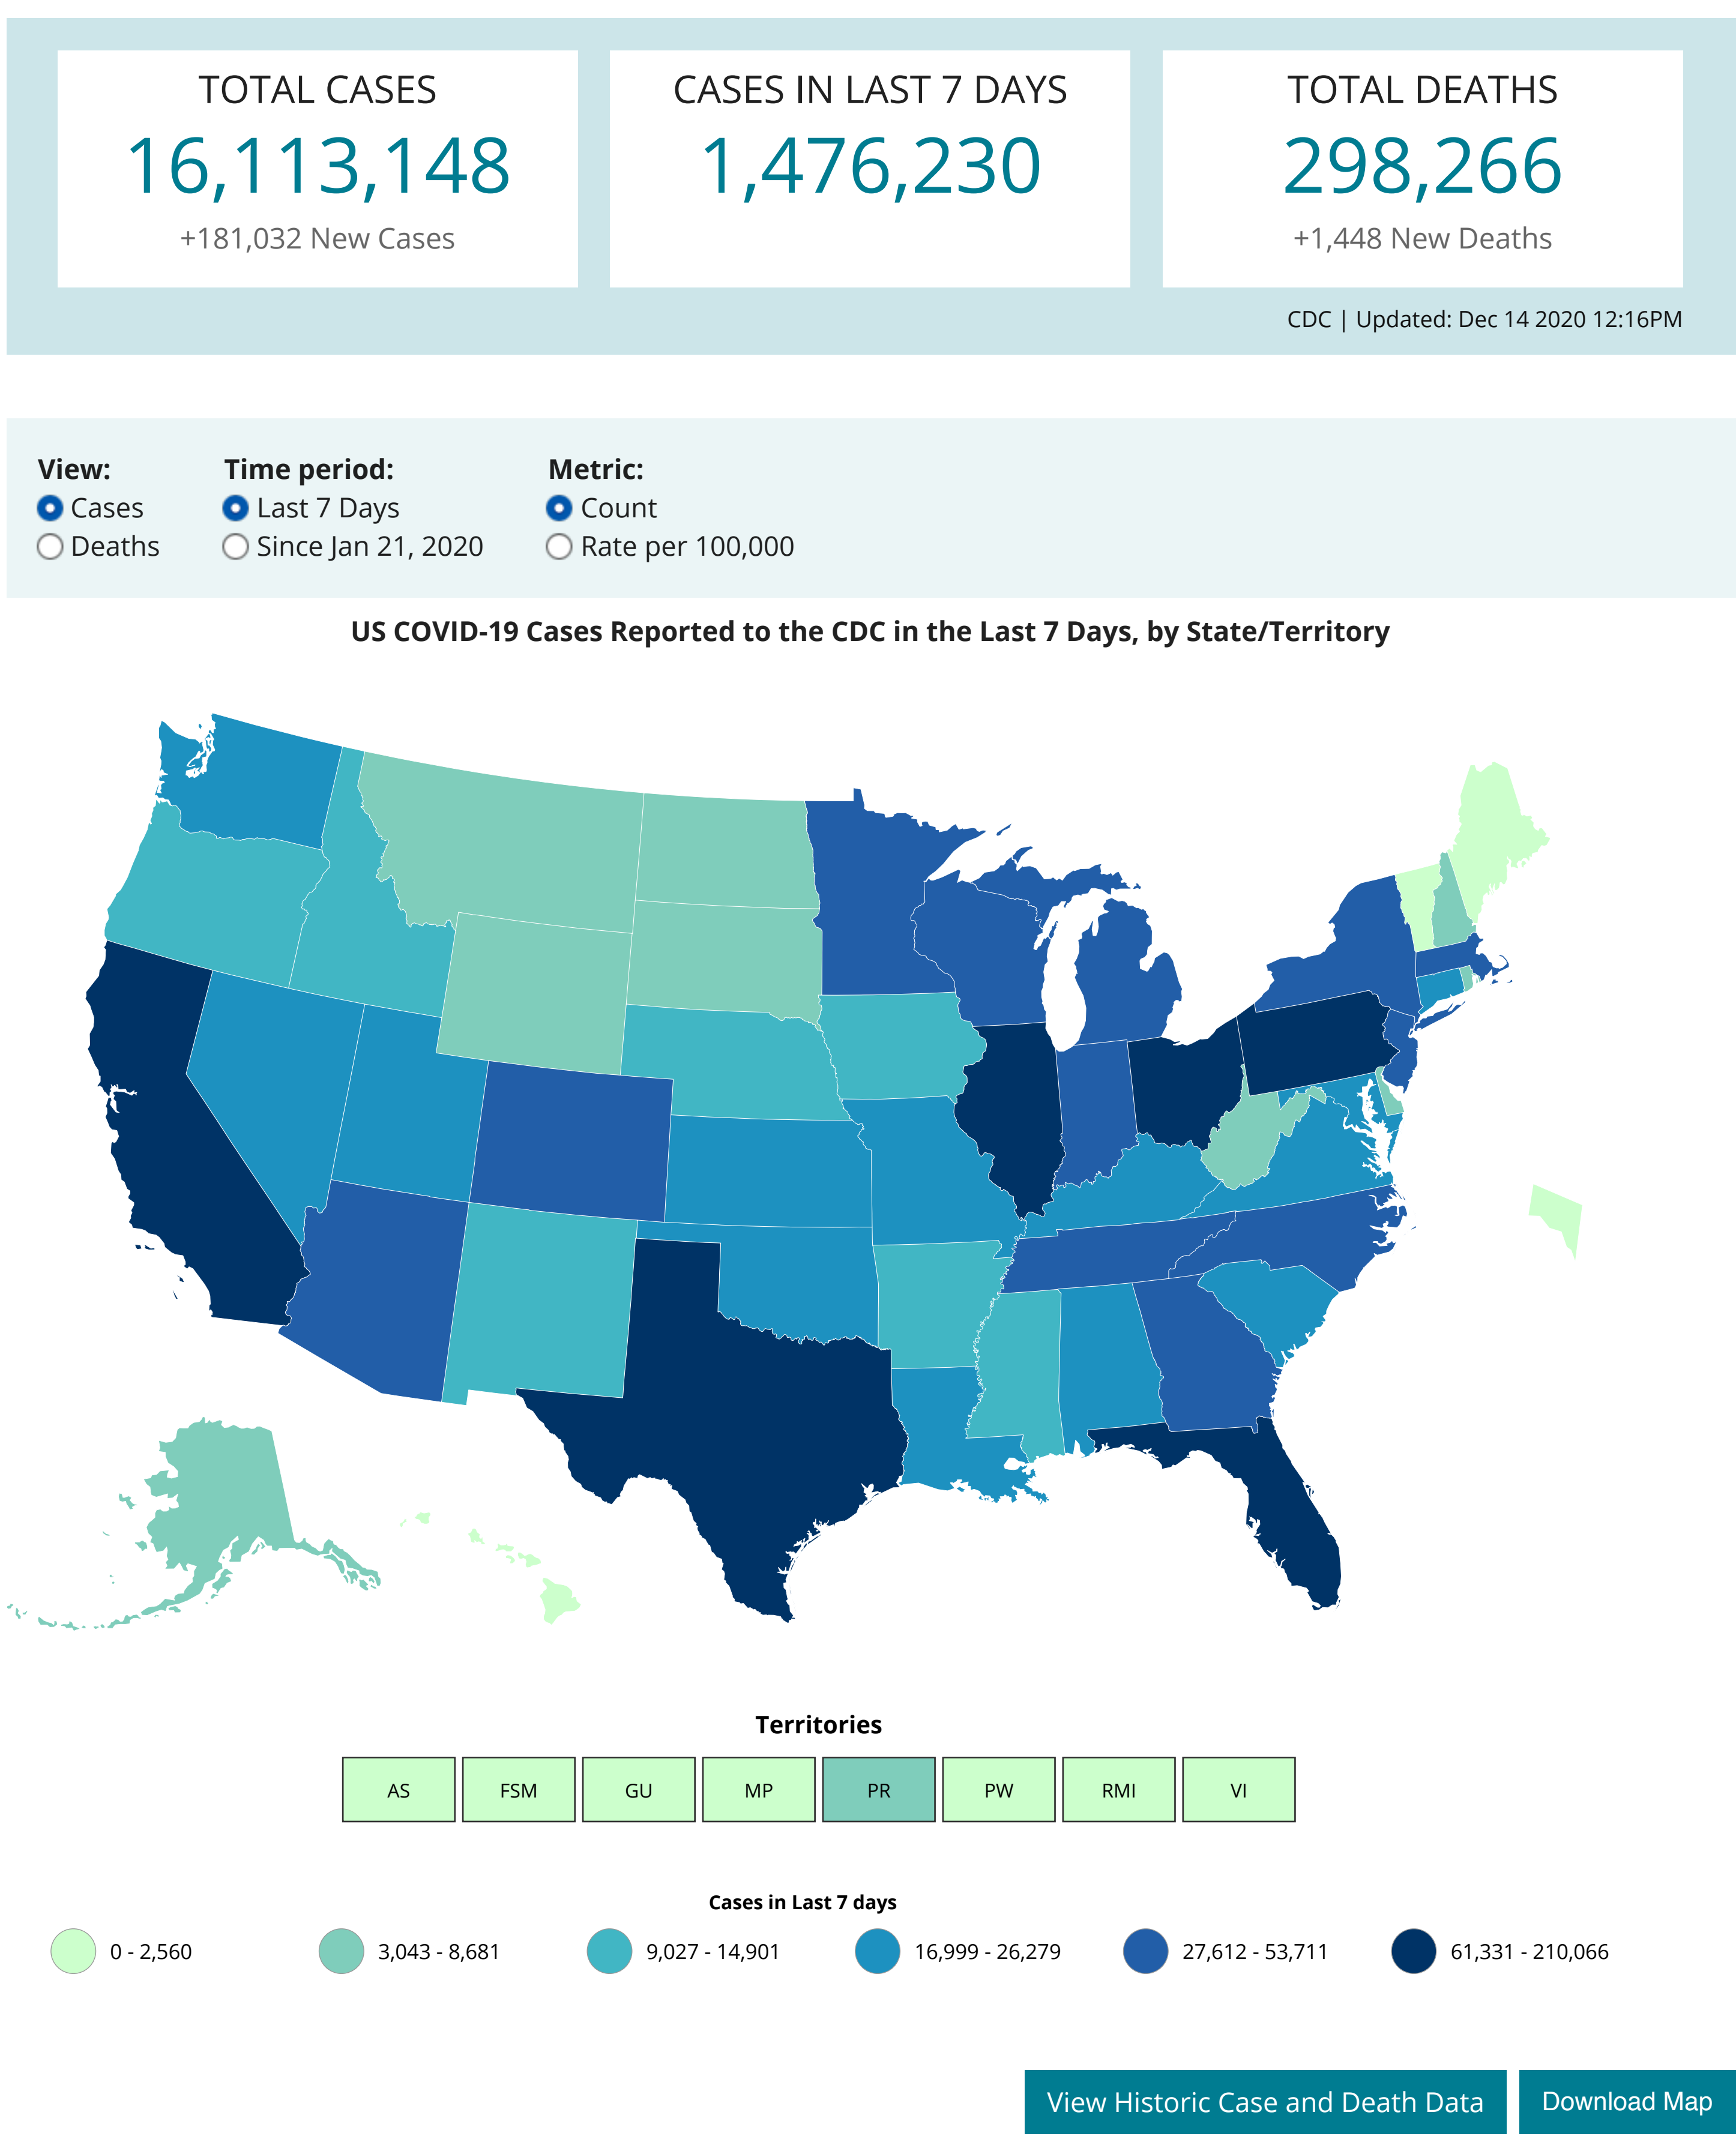 TOTAL CASES
16,113,148
+181,032 New Cases
CASES IN LAST 7 DAYS
1,476,230
TOTAL DEATHS
298,266
+1,448 New Deaths
CDC | Updated: Dec 14 2020 12:16PM
View:
Cases
Deaths
Time period:
Last 7 Days
Since Jan 21, 2020
Metric:
Count
Rate per 100,000
US COVID-19 Cases Reported to the CDC in the Last 7 Days, by State/Territory
Territories
AS
FSM
GU
MP
PR
PW
RMI
VI
Cases in Last 7 days
0 - 2,560
3,043 - 8,681
9,027 - 14,901
16,999 - 26,279
27,612 - 53,711
61,331 - 210,066
View Historic Case and Death Data
Download Map